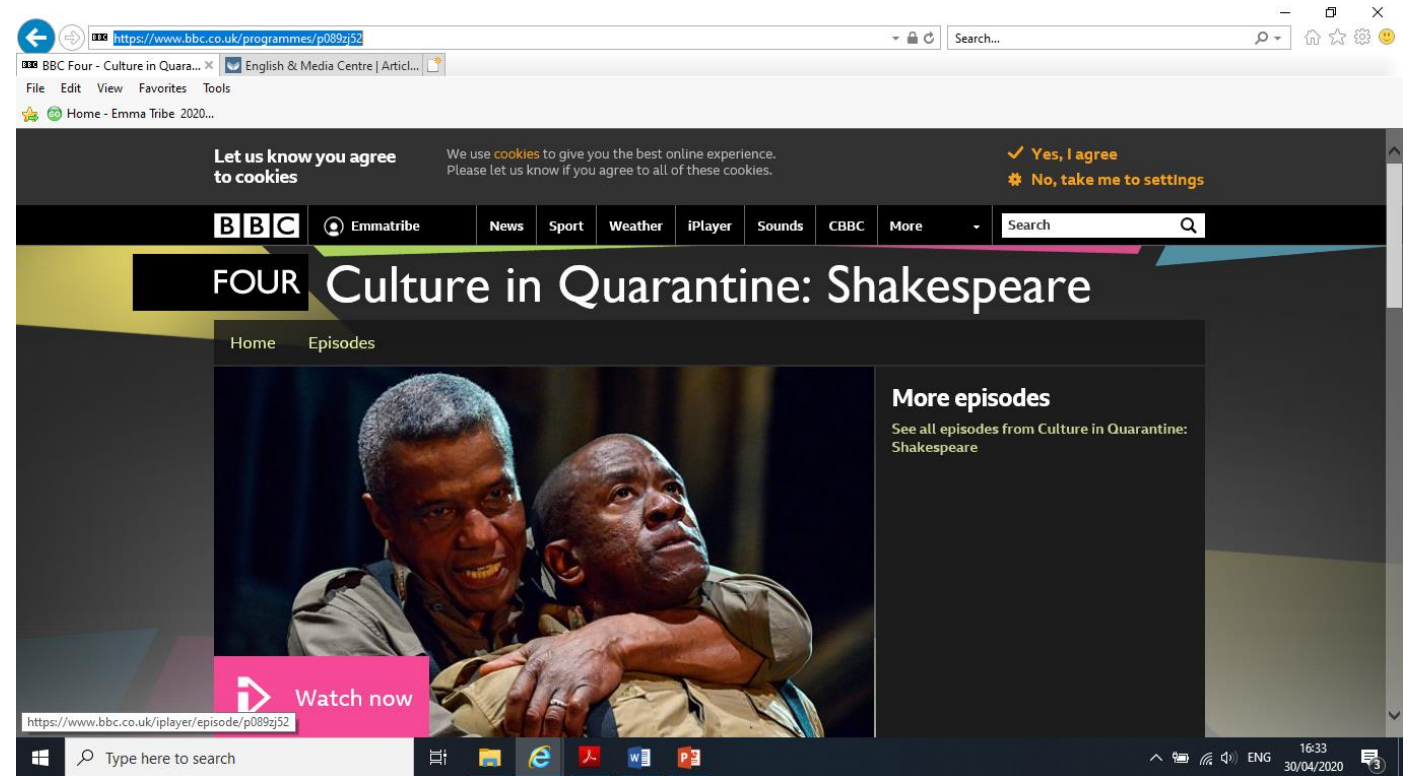 https://www.bbc.co.uk/programmes/p089zj52
Search...
BBC Four - Culture in Quara...
English & Media Centre | Articl...
File Edit View Favorites Tools
Home - Emma Tribe 2020...
Let us know you agree
to cookies
We use cookies to give you the best online experience.
Please let us know if you agree to all of these cookies.
Yes, I agree
No, take me to settings
BBC Emmatribe News Sport Weather iPlayer Sounds CBBC More Search
FOUR Culture in Quarantine: Shakespeare
Home Episodes
More episodes
See all episodes from Culture in Quarantine:
Shakespeare
Watch now
https://www.bbc.co.uk/iplayer/episode/p089zj52
Type here to search
ENG
16:33
30/04/2020
3